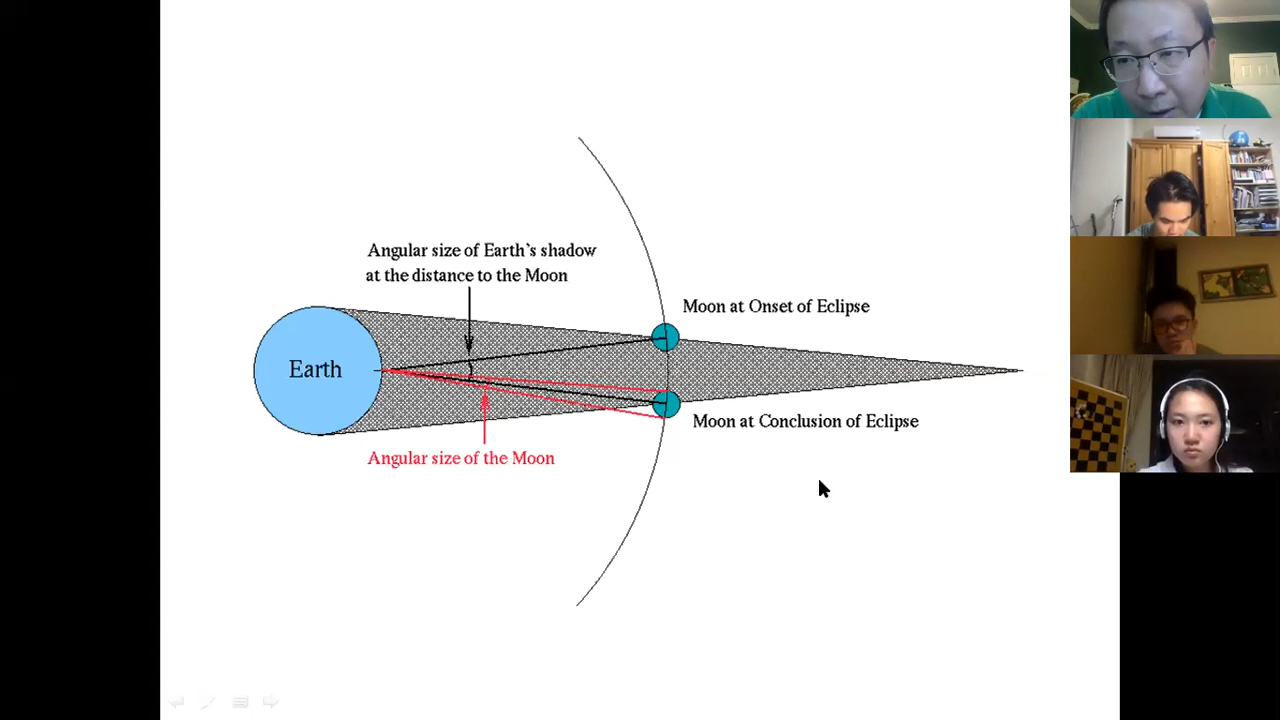 Angular size of Earth's shadow
at the distance to the Moon
Moon at Onset of Eclipse
Earth
Moon at Conclusion of Eclipse
Angular size of the Moon